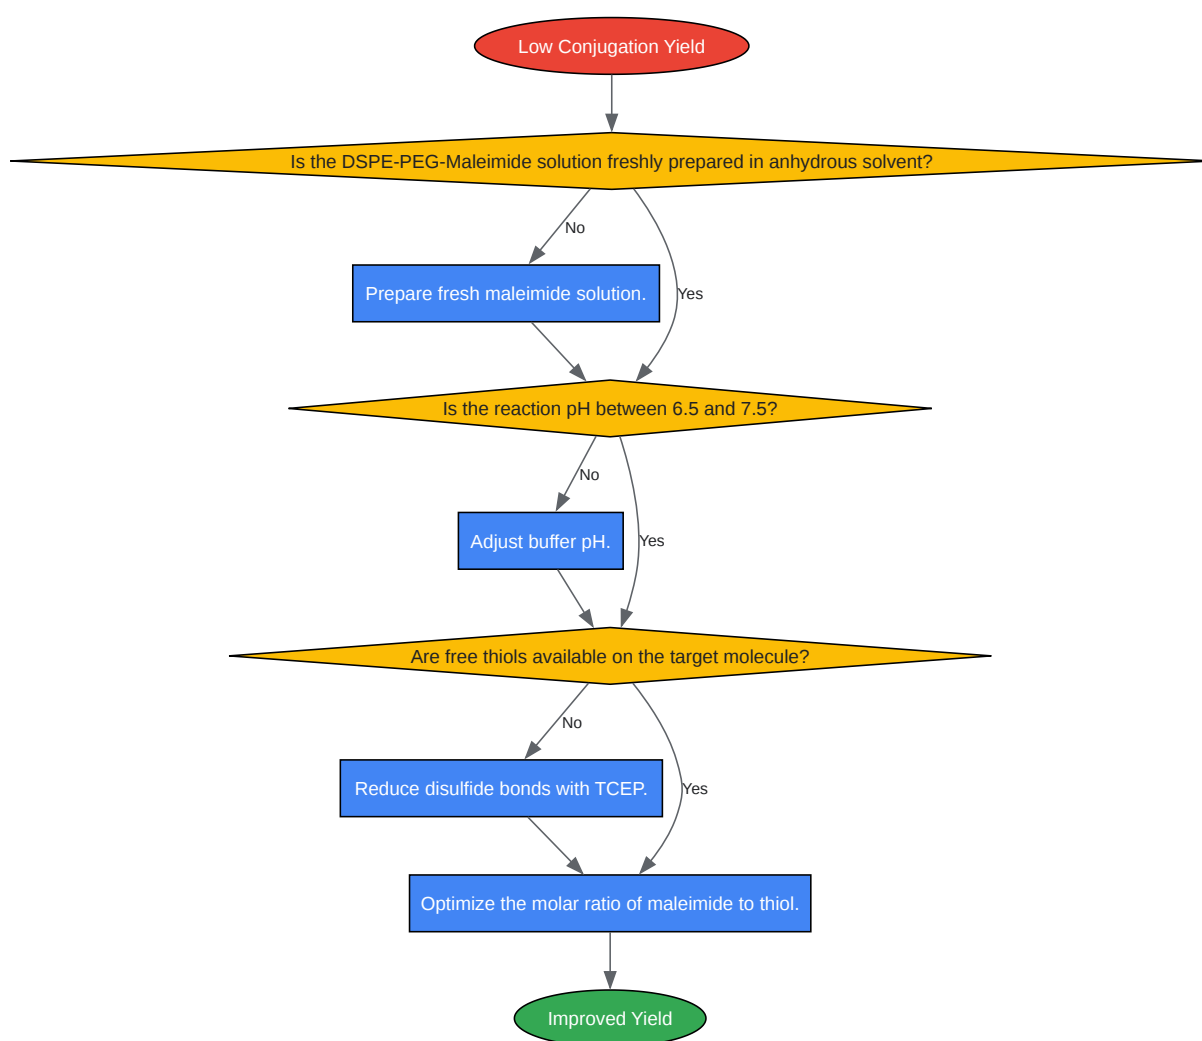 Low Conjugation Yield
Is the DSPE-PEG-Maleimide solution freshly prepared in anhydrous solvent?
No
Prepare fresh maleimide solution.
Yes
Is the reaction pH between 6.5 and 7.5?
No
Adjust buffer pH.
Yes
Are free thiols available on the target molecule?
No
Reduce disulfide bonds with TCEP.
Yes
Optimize the molar ratio of maleimide to thiol.
Improved Yield